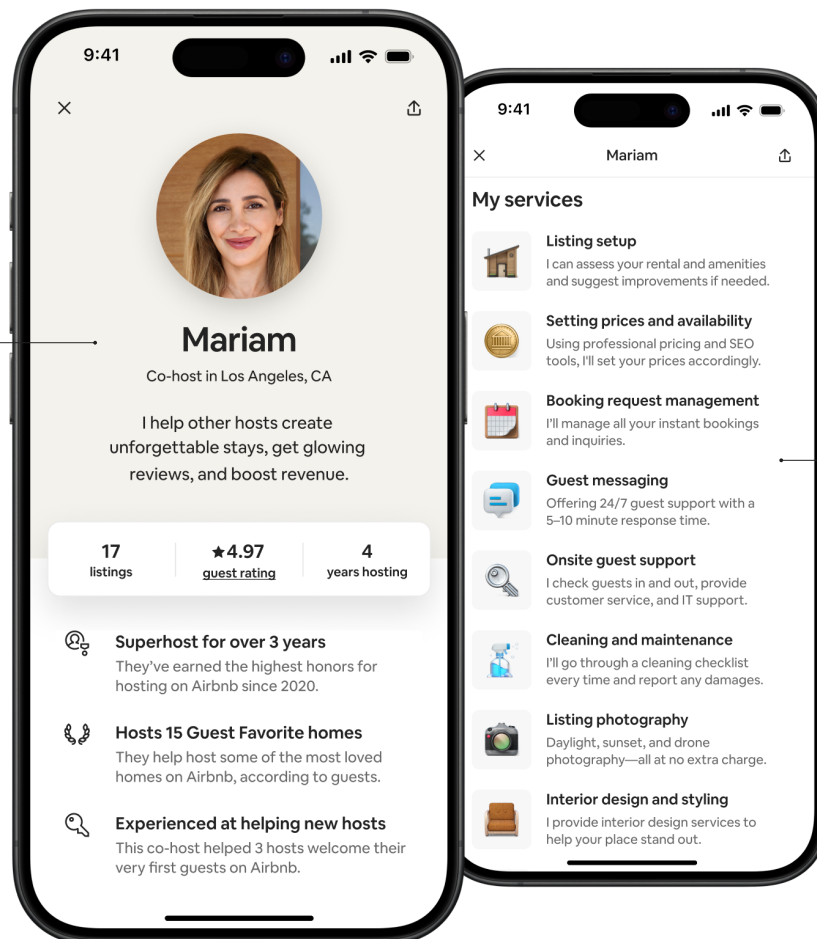 9:41
Mariam
Co-host in Los Angeles, CA
I help other hosts create
unforgettable stays, get glowing
reviews, and boost revenue.
17
listings
★4.97
guest rating
4
years hosting
Superhost for over 3 years
They’ve earned the highest honors for
hosting on Airbnb since 2020.
Hosts 15 Guest Favorite homes
They help host some of the most loved
homes on Airbnb, according to guests.
Experienced at helping new hosts
This co-host helped 3 hosts welcome their
very first guests on Airbnb.
9:41
Mariam
My services
Listing setup
I can assess your rental and amenities
and suggest improvements if needed.
Setting prices and availability
Using professional pricing and SEO
tools, I'll set your prices accordingly.
Booking request management
I’ll manage all your instant bookings
and inquiries.
Guest messaging
Offering 24/7 guest support with a
5–10 minute response time.
Onsite guest support
I check guests in and out, provide
customer service, and IT support.
Cleaning and maintenance
I’ll go through a cleaning checklist
every time and report any damages.
Listing photography
Daylight, sunset, and drone
photography—all at no extra charge.
Interior design and styling
I provide interior design services to
help your place stand out.